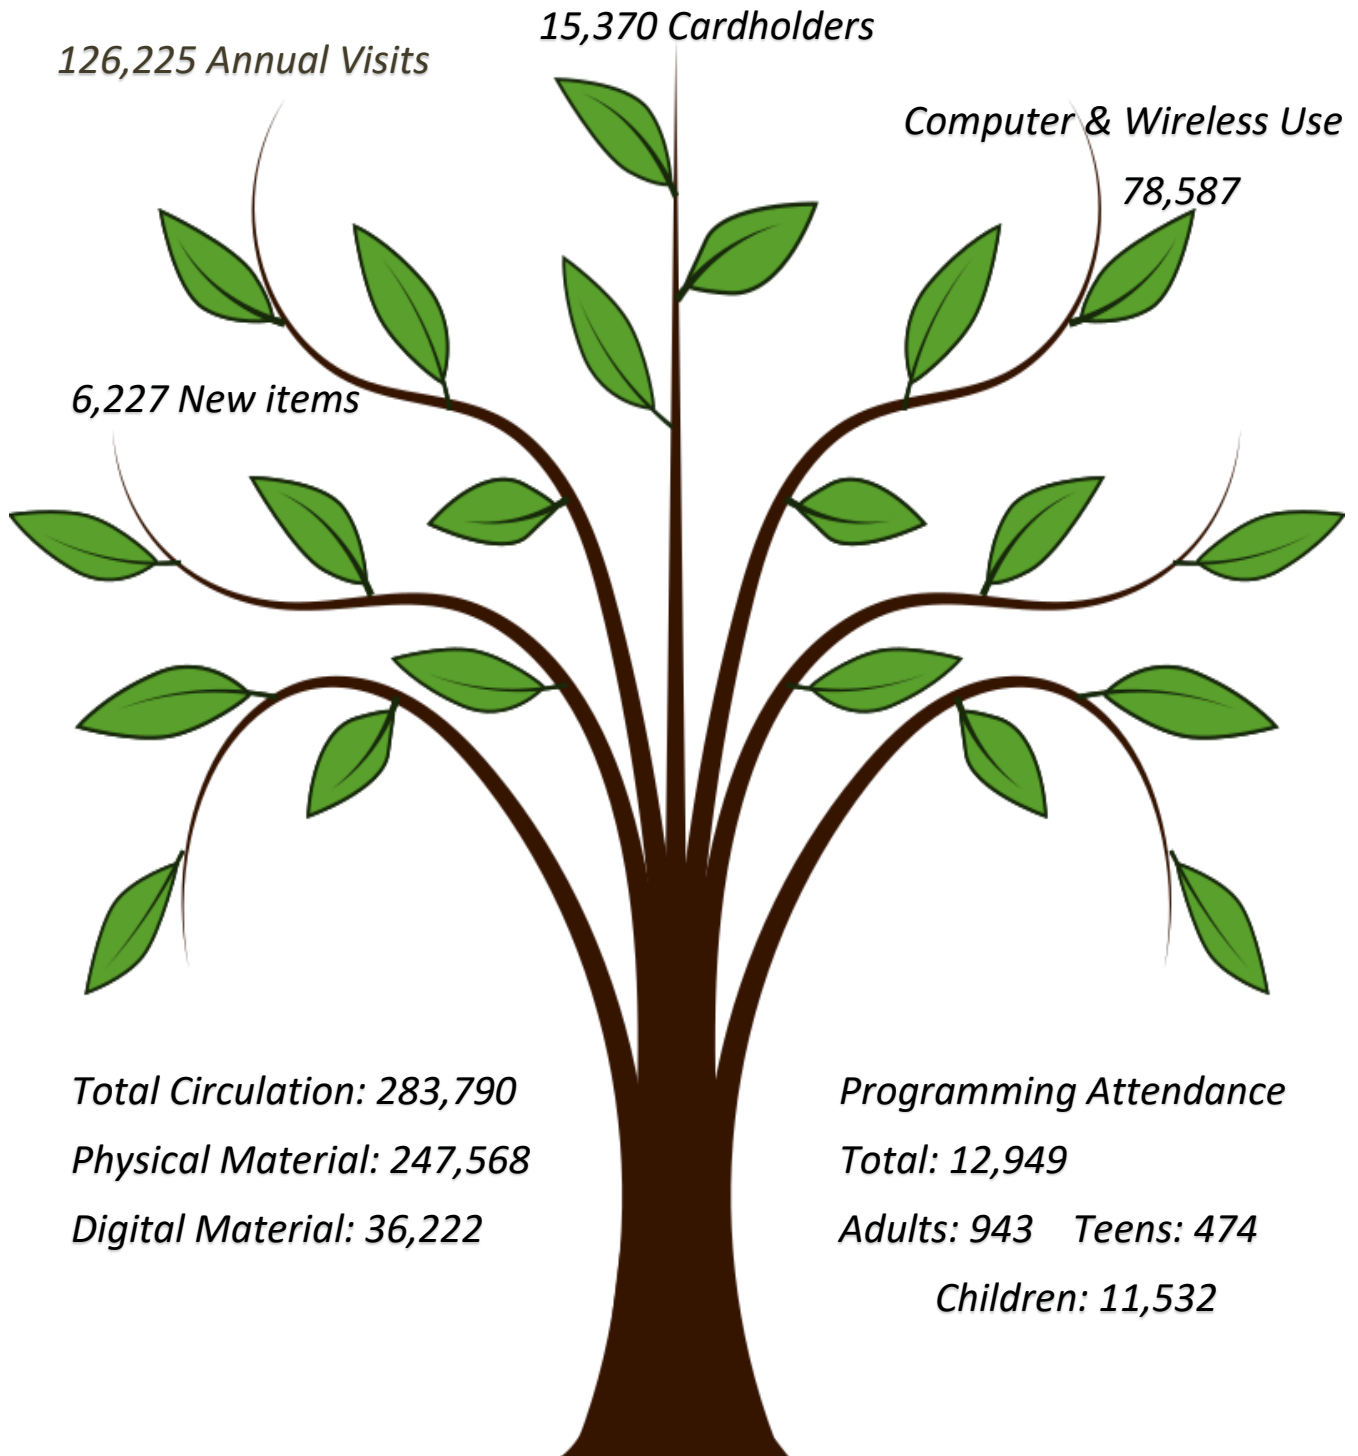 15,370 Cardholders
126,225 Annual Visits
Computer & Wireless Use
78,587
6,227 New items
Total Circulation: 283,790
Physical Material: 247,568
Digital Material: 36,222
Programming Attendance
Total: 12,949
Adults: 943 Teens: 474
Children: 11,532